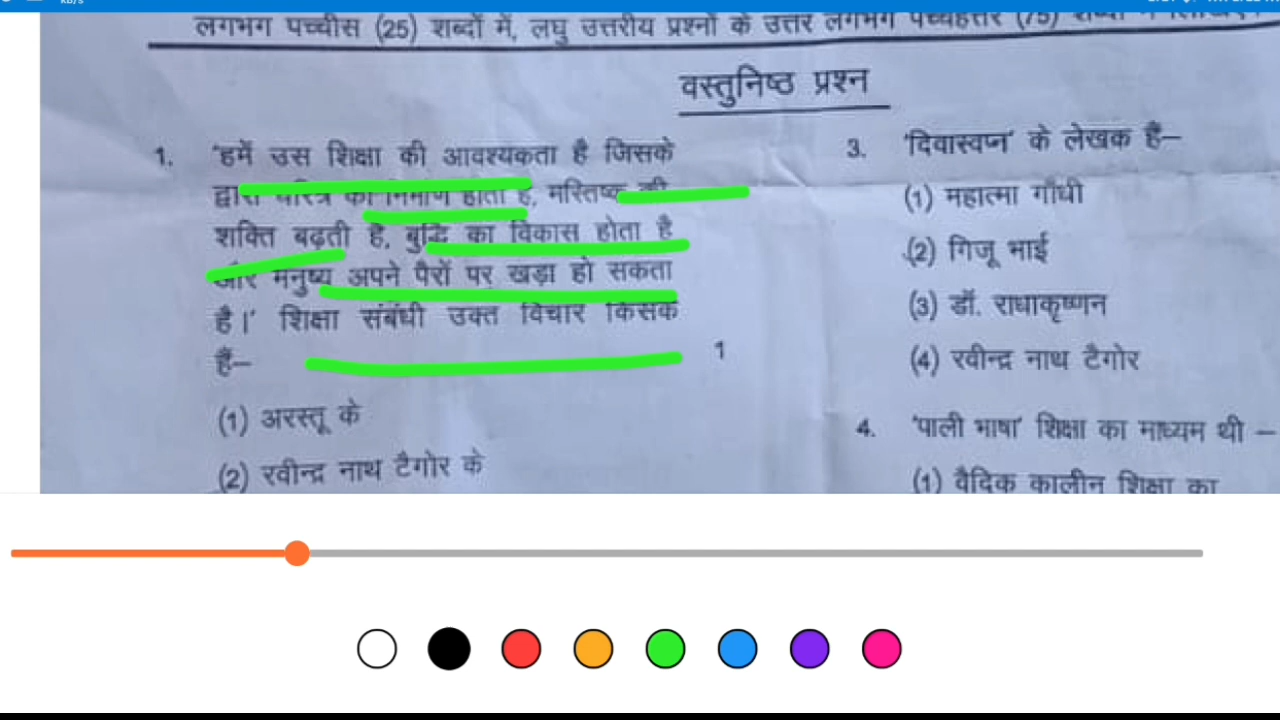 लगभग पच्चीस (25) शब्दों में, लघु उत्तरीय प्रश्नों के उत्तर लगभग पचहत्तर (75)
वस्तुनिष्ठ प्रश्न
1. 'हमें उस शिक्षा की आवश्यकता है जिसके
द्वारा चरित्र का निर्माण होता है, मस्तिष्क की
शक्ति बढ़ती है, बुद्धि का विकास होता है
और मनुष्य अपने पैरों पर खड़ा हो सकता
है।' शिक्षा संबंधी उक्त विचार किसके
हैं– 1
(1) अरस्तू के
(2) रवीन्द्र नाथ टैगोर के
3. 'दिवास्वप्न' के लेखक हैं–
(1) महात्मा गाँधी
(2) गिजू भाई
(3) डॉ. राधाकृष्णन
(4) रवीन्द्र नाथ टैगोर
4. 'पाली भाषा' शिक्षा का माध्यम थी –
(1) वैदिक कालीन शिक्षा का